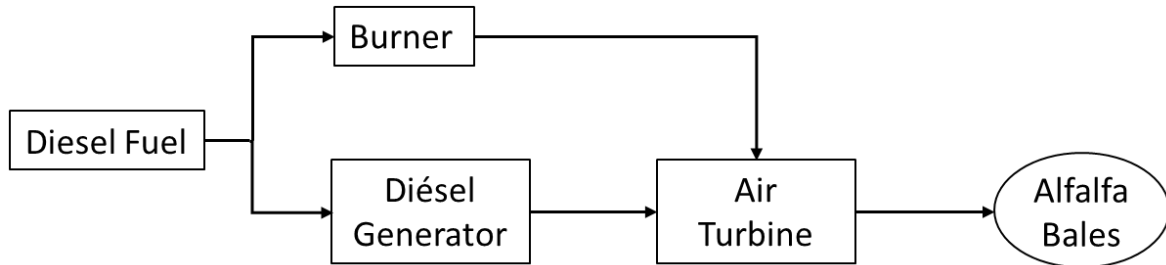 Burner
Diesel Fuel
Diésel
Generator
Air
Turbine
Alfalfa
Bales